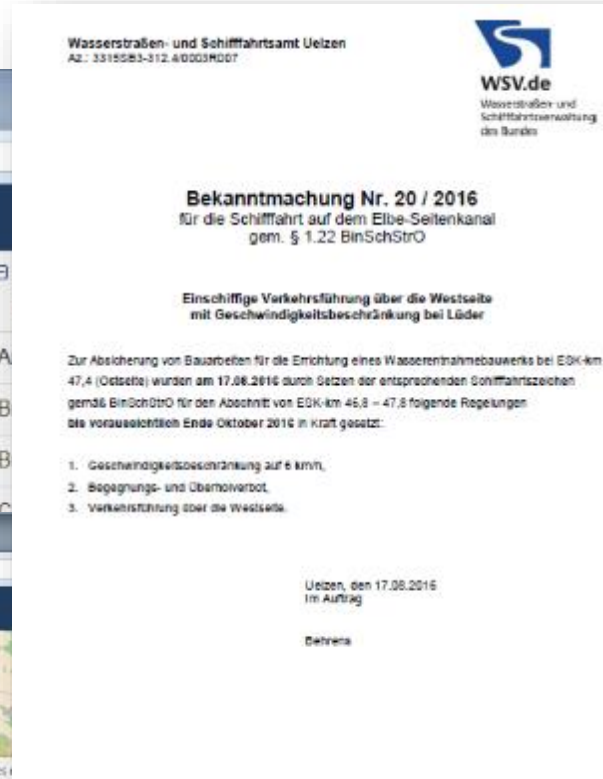 Wasserstraßen- und Schifffahrtsamt Uelzen
Az.: 3315SB3-312.4/0003R007
WSV.de
Wasserstraßen- und
Schifffahrtsverwaltung
des Bundes
Bekanntmachung Nr. 20 / 2016
für die Schifffahrt auf dem Elbe-Seitenkanal
gem. § 1.22 BinSchStrO
Einschiffige Verkehrsführung über die Westseite
mit Geschwindigkeitsbeschränkung bei Lüder
Zur Absicherung von Bauarbeiten für die Errichtung eines Wasserentnahmebauwerks bei ESK-km
47,4 (Ostseite) wurden am 17.08.2016 durch Setzen der entsprechenden Schifffahrtszeichen
gemäß BinSchStrO für den Abschnitt von ESK-km 46,8 – 47,8 folgende Regelungen
bis voraussichtlich Ende Oktober 2016 in Kraft gesetzt:
1. Geschwindigkeitsbeschränkung auf 6 km/h,
2. Begegnungs- und Überholverbot,
3. Verkehrsführung über die Westseite.
Uelzen, den 17.08.2016
Im Auftrag
Behrens